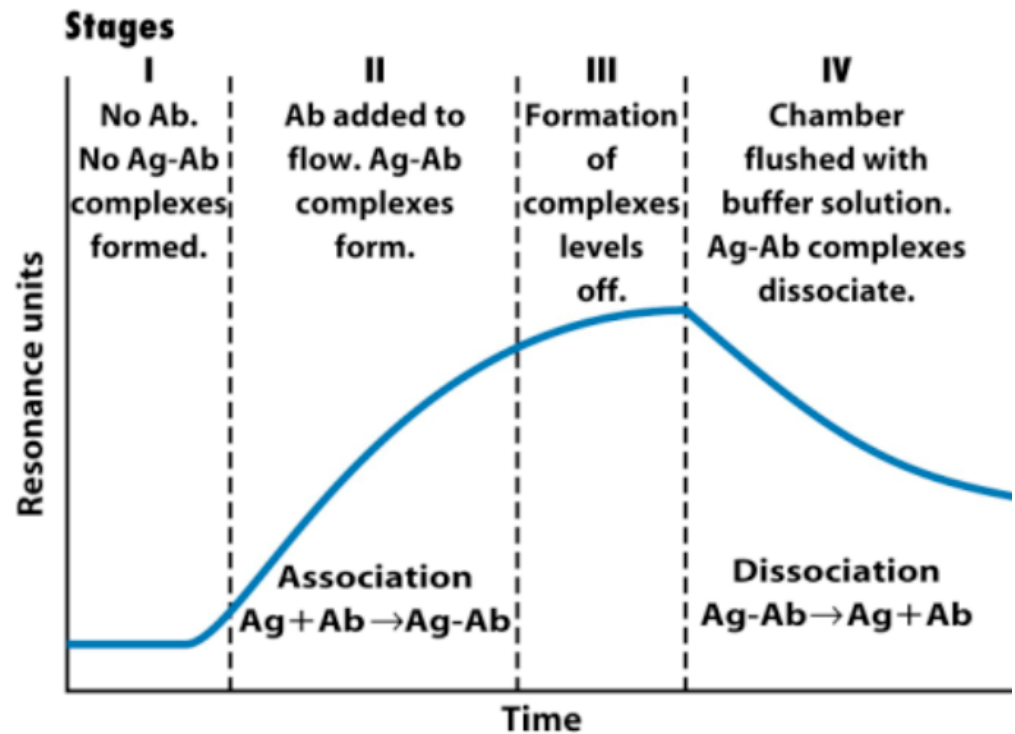 Stages
I
No Ab.
No Ag-Ab
complexes
formed.
II
Ab added to
flow. Ag-Ab
complexes
form.
III
Formation
of
complexes
levels
off.
IV
Chamber
flushed with
buffer solution.
Ag-Ab complexes
dissociate.
Resonance units
Association
Ag+Ab→Ag-Ab
Dissociation
Ag-Ab→Ag+Ab
Time